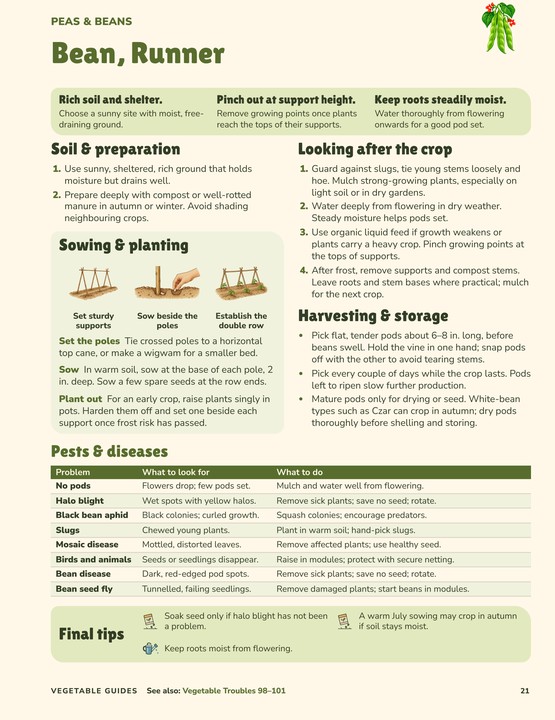 PEAS & BEANS
Bean, Runner
Rich soil and shelter.
Choose a sunny site with moist, free-
draining ground.
Pinch out at support height.
Remove growing points once plants
reach the tops of their supports.
Keep roots steadily moist.
Water thoroughly from flowering
onwards for a good pod set.
Soil & preparation
1. Use sunny, sheltered, rich ground that holds
moisture but drains well.
2. Prepare deeply with compost or well-rotted
manure in autumn or winter. Avoid shading
neighbouring crops.
Sowing & planting
Set sturdy
supports
Sow beside the
poles
Establish the
double row
Set the poles Tie crossed poles to a horizontal
top cane, or make a wigwam for a smaller bed.
Sow In warm soil, sow at the base of each pole, 2
in. deep. Sow a few spare seeds at the row ends.
Plant out For an early crop, raise plants singly in
pots. Harden them off and set one beside each
support once frost risk has passed.
Looking after the crop
1. Guard against slugs, tie young stems loosely and
hoe. Mulch strong-growing plants, especially on
light soil or in dry gardens.
2. Water deeply from flowering in dry weather.
Steady moisture helps pods set.
3. Use organic liquid feed if growth weakens or
plants carry a heavy crop. Pinch growing points at
the tops of supports.
4. After frost, remove supports and compost stems.
Leave roots and stem bases where practical; mulch
for the next crop.
Harvesting & storage
• Pick flat, tender pods about 6–8 in. long, before
beans swell. Hold the vine in one hand; snap pods
off with the other to avoid tearing stems.
• Pick every couple of days while the crop lasts. Pods
left to ripen slow further production.
• Mature pods only for drying or seed. White-bean
types such as Czar can crop in autumn; dry pods
thoroughly before shelling and storing.
Pests & diseases
Problem What to look for What to do
No pods Flowers drop; few pods set. Mulch and water well from flowering.
Halo blight Wet spots with yellow halos. Remove sick plants; save no seed; rotate.
Black bean aphid Black colonies; curled growth. Squash colonies; encourage predators.
Slugs Chewed young plants. Plant in warm soil; hand-pick slugs.
Mosaic disease Mottled, distorted leaves. Remove affected plants; use healthy seed.
Birds and animals Seeds or seedlings disappear. Raise in modules; protect with secure netting.
Bean disease Dark, red-edged pod spots. Remove sick plants; save no seed; rotate.
Bean seed fly Tunnelled, failing seedlings. Remove damaged plants; start beans in modules.
Final tips
Soak seed only if halo blight has not been
a problem.
A warm July sowing may crop in autumn
if soil stays moist.
Keep roots moist from flowering.
VEGETABLE GUIDES See also: Vegetable Troubles 98–101 21